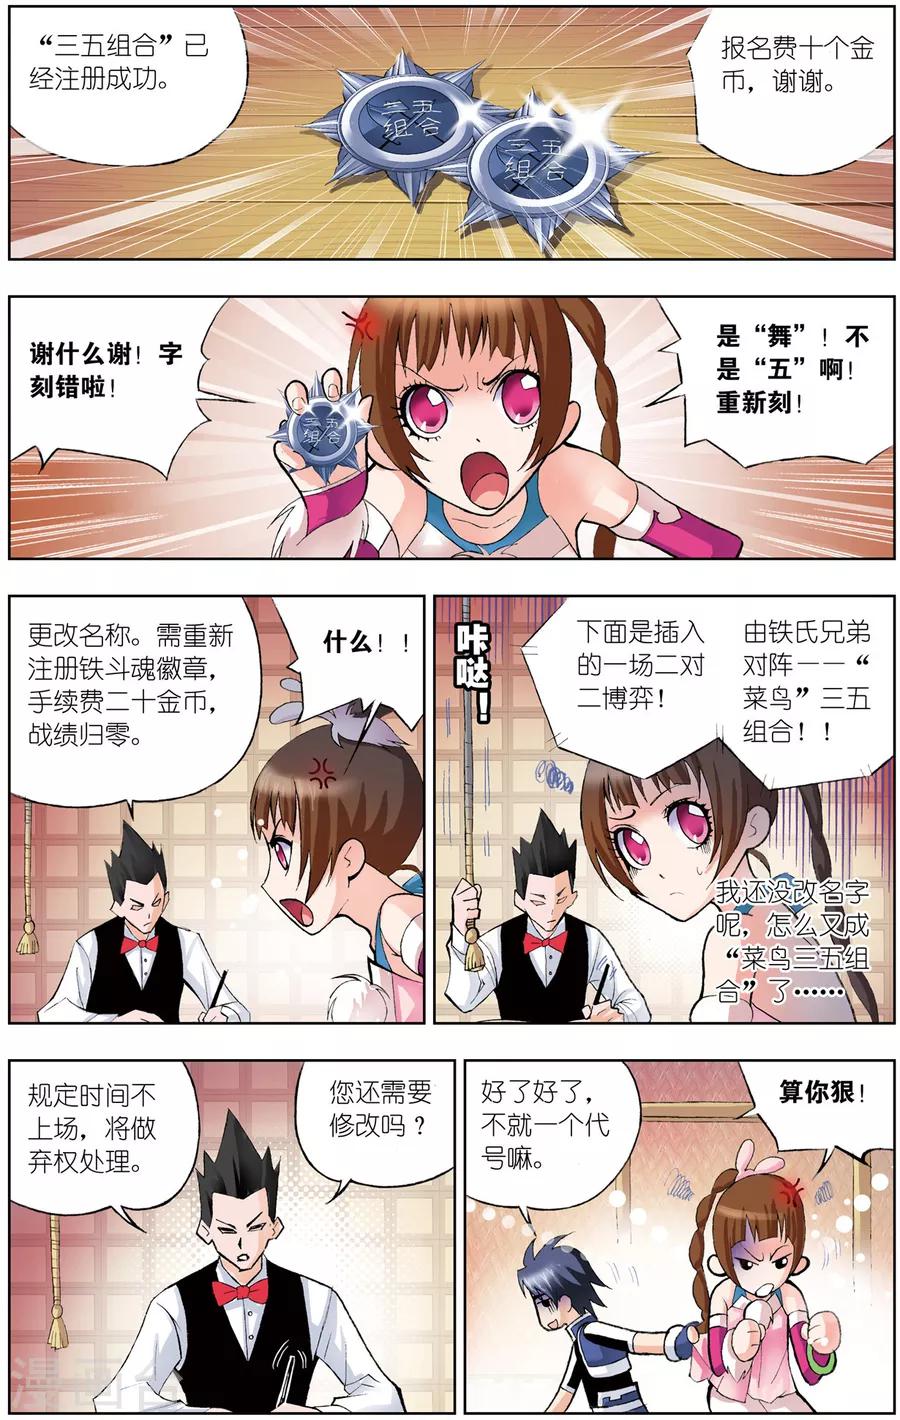 “三五组合”已
经注册成功。
报名费十个金
币，谢谢。
三五
组合
三五
组合
谢什么谢！字
刻错啦！
是“舞”！不
是“五”啊！
重新刻！
三五
组合
更改名称。需重新
注册铁斗魂徽章，
手续费二十金币，
战绩归零。
什么！！
咔哒！
下面是插入
的一场二对
二博弈！
由铁氏兄弟
对阵——“
菜鸟”三五
组合！！
我还没改名字
呢，怎么又成
“菜鸟三五组
合”了……
规定时间不
上场，将做
弃权处理。
您还需要
修改吗？
好了好了，
不就一个代
号嘛。
算你狠！
漫画台